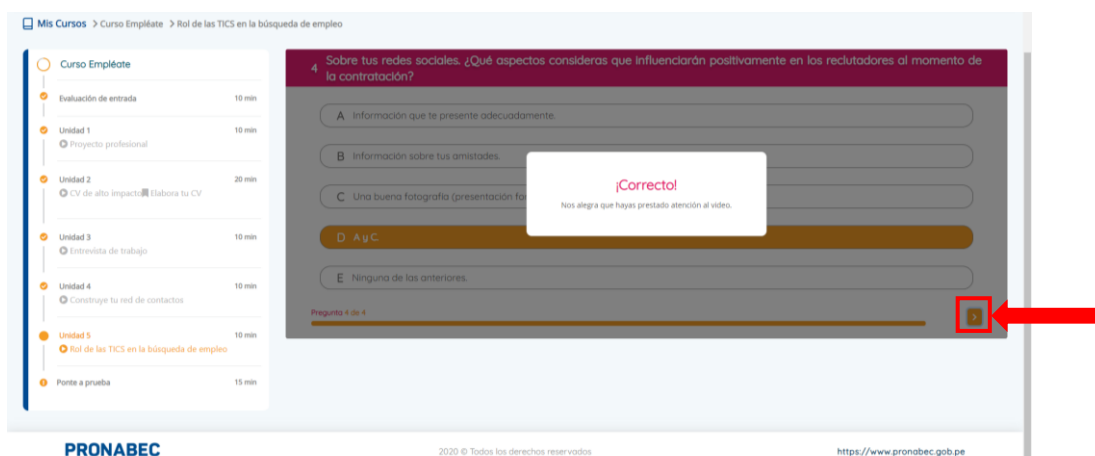 Mis Cursos > Curso Empléate > Rol de las TICS en la búsqueda de empleo
Curso Empléate
Evaluación de entrada 10 min
Unidad 1 10 min
Proyecto profesional
Unidad 2 20 min
CV de alto impacto Elabora tu CV
Unidad 3 10 min
Entrevista de trabajo
Unidad 4 10 min
Construye tu red de contactos
Unidad 5 10 min
Rol de las TICS en la búsqueda de empleo
Ponte a prueba 15 min
4 Sobre tus redes sociales. ¿Qué aspectos consideras que influenciarán positivamente en los reclutadores al momento de
la contratación?
A Información que te presente adecuadamente.
B Información sobre tus amistades.
C Una buena fotografía (presentación
D A y C.
E Ninguna de las anteriores.
¡Correcto!
Nos alegra que hayas prestado atención al video.
Pregunta 4 de 4
PRONABEC
2020 © Todos los derechos reservados
https://www.pronabec.gob.pe